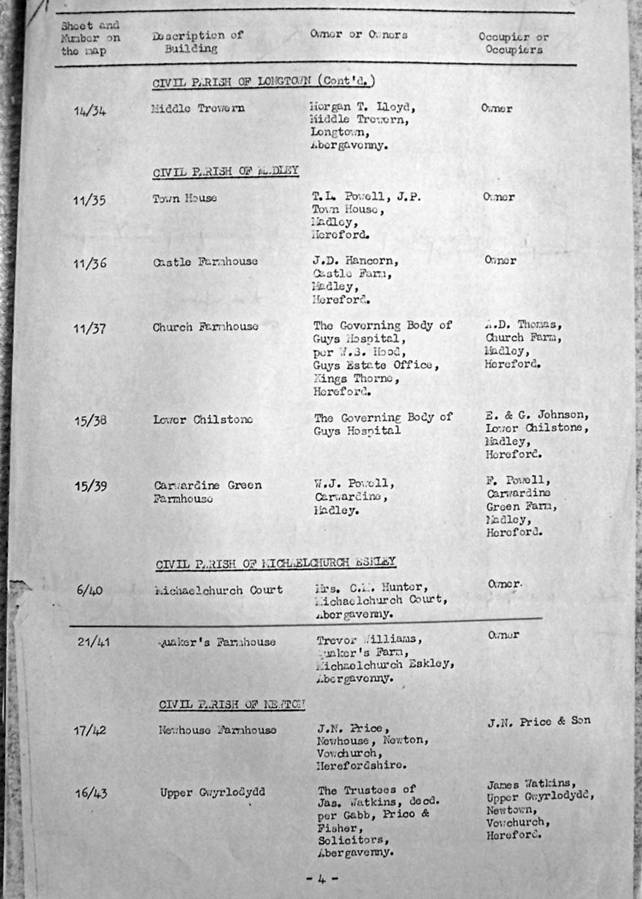 Sheet and Number on the map
Description of Building
Owner or Owners
Occupier or Occupiers
CIVIL PARISH OF LONGTOWN (Cont'd.)
14/34 Middle Trewern Morgan T. Lloyd, Owner
Middle Trewern,
Longtown,
Abergavenny.
CIVIL PARISH OF MADLEY
11/35 Town House T.L. Powell, J.P. Owner
Town House,
Madley,
Hereford.
11/36 Castle Farmhouse J.D. Hancorn, Owner
Castle Farm,
Madley,
Hereford.
11/37 Church Farmhouse The Governing Body of A.D. Thomas,
Guys Hospital, Church Farm,
per W.S. Hood, Madley,
Guys Estate Office, Hereford.
Kings Thorne,
Hereford.
15/38 Lower Chilstone The Governing Body of E. & G. Johnson,
Guys Hospital Lower Chilstone,
Madley,
Hereford.
15/39 Carwardine Green W.J. Powell, F. Powell,
Farmhouse Carwardine, Carwardine
Madley. Green Farm,
Madley,
Hereford.
CIVIL PARISH OF MICHAELCHURCH ESKLEY
6/40 Michaelchurch Court Mrs. C.M. Hunter, Owner.
Michaelchurch Court,
Abergavenny.
21/41 Quaker's Farmhouse Trevor Williams, Owner
Quaker's Farm,
Michaelchurch Eskley,
Abergavenny.
CIVIL PARISH OF NEWTON
17/42 Newhouse Farmhouse J.N. Price, J.N. Price & Son
Newhouse, Newton,
Vowchurch,
Herefordshire.
16/43 Upper Gwyrlodydd The Trustees of James Watkins,
Jas. Watkins, decd. Upper Gwyrlodydd,
per Gabb, Price & Newtown,
Fisher, Vowchurch,
Solicitors, Hereford.
Abergavenny.
- 4 -